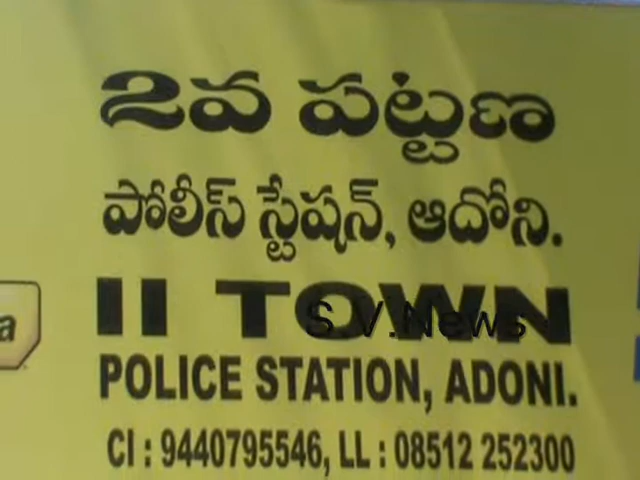 2వ పట్టణ
పోలీస్ స్టేషన్, ఆదోని.
II TOWN
S.V.News
POLICE STATION, ADONI.
CI : 9440795546, LL : 08512 252300